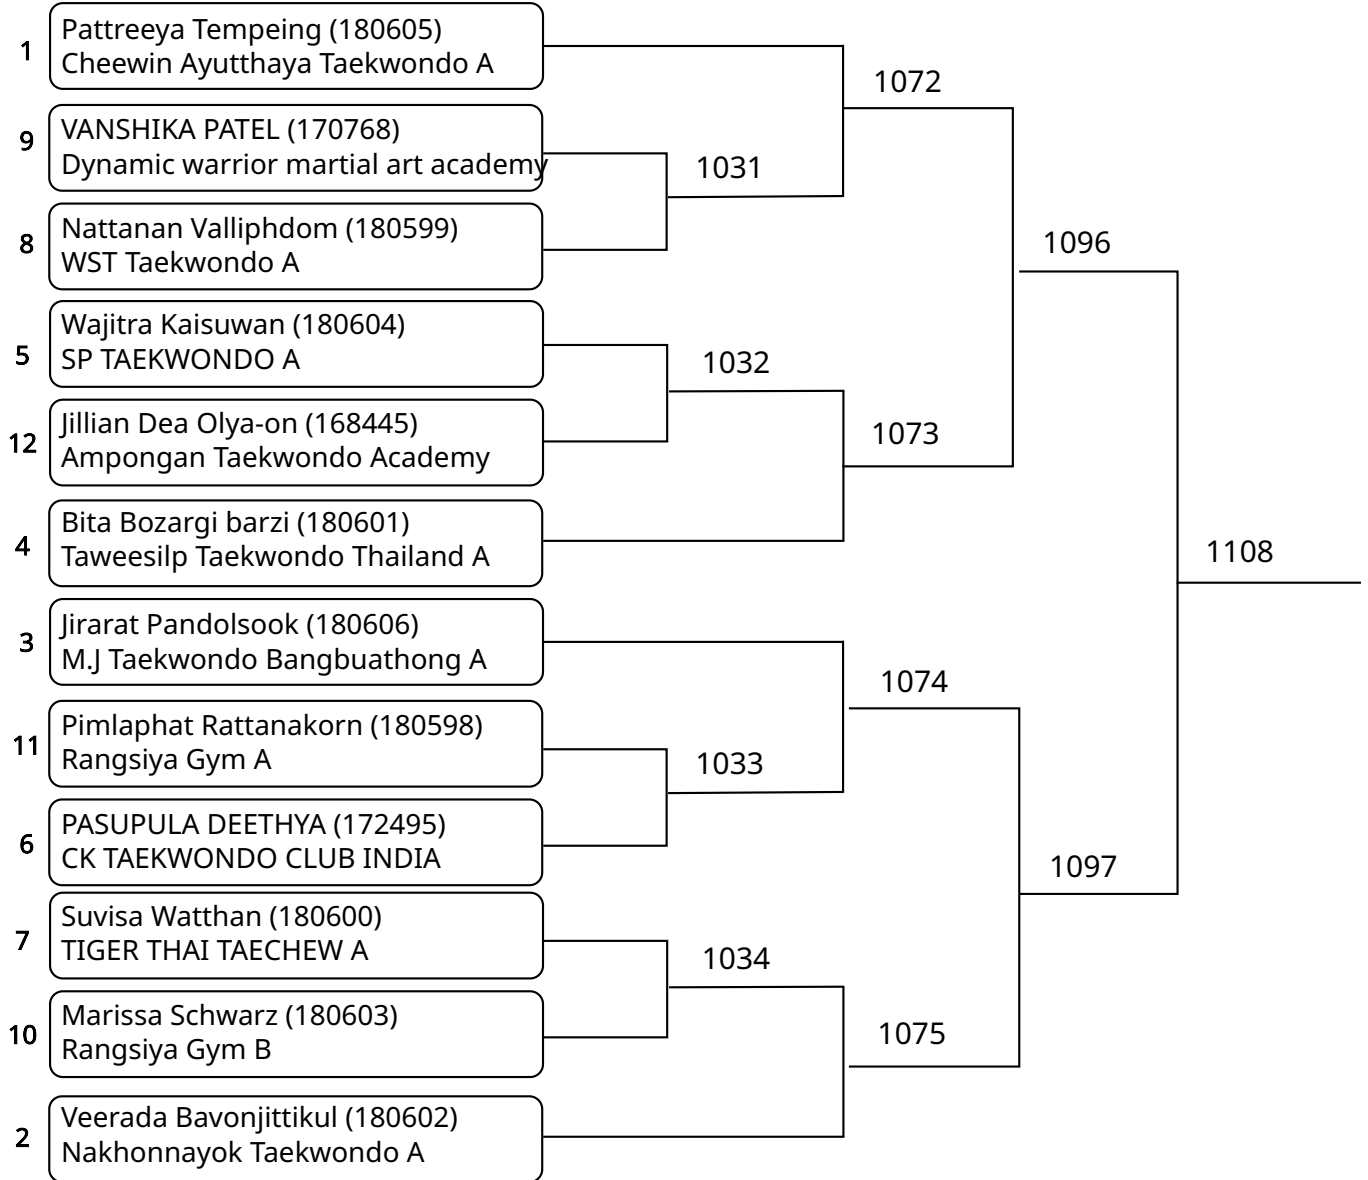 1
Pattreeya Tempeing (180605)
Cheewin Ayutthaya Taekwondo A
1072
9
VANSHIKA PATEL (170768)
Dynamic warrior martial art academy
1031
8
Nattanan Valliphdom (180599)
WST Taekwondo A
1096
5
Wajitra Kaisuwan (180604)
SP TAEKWONDO A
1032
12
Jillian Dea Olya-on (168445)
Ampongan Taekwondo Academy
1073
4
Bita Bozargi barzi (180601)
Taweesilp Taekwondo Thailand A
1108
3
Jirarat Pandolsook (180606)
M.J Taekwondo Bangbuathong A
1074
11
Pimlaphat Rattanakorn (180598)
Rangsiya Gym A
1033
6
PASUPULA DEETHYA (172495)
CK TAEKWONDO CLUB INDIA
1097
7
Suvisa Watthan (180600)
TIGER THAI TAECHEW A
1034
10
Marissa Schwarz (180603)
Rangsiya Gym B
1075
2
Veerada Bavonjittikul (180602)
Nakhonnayok Taekwondo A